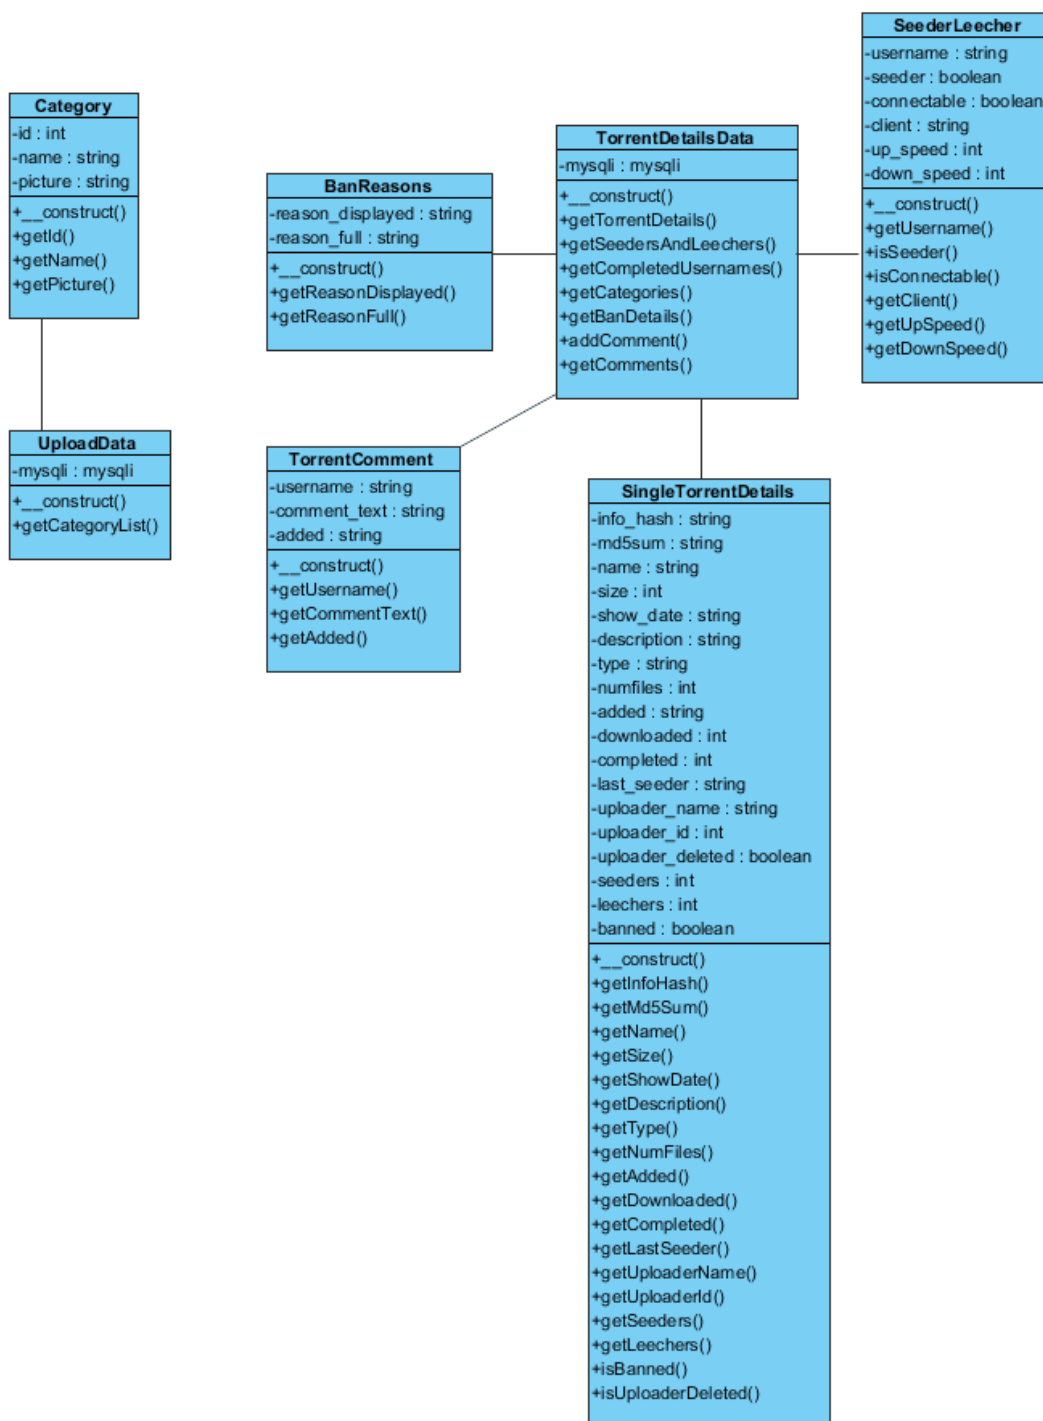 Category
-id : int
-name : string
-picture : string
+__construct()
+getId()
+getName()
+getPicture()
UploadData
-mysqli : mysqli
+__construct()
+getCategoryList()
BanReasons
-reason_displayed : string
-reason_full : string
+__construct()
+getReasonDisplayed()
+getReasonFull()
TorrentComment
-username : string
-comment_text : string
-added : string
+__construct()
+getUsername()
+getCommentText()
+getAdded()
TorrentDetailsData
-mysqli : mysqli
+__construct()
+getTorrentDetails()
+getSeedersAndLeechers()
+getCompletedUsernames()
+getCategories()
+getBanDetails()
+addComment()
+getComments()
SeederLeecher
-username : string
-seeder : boolean
-connectable : boolean
-client : string
-up_speed : int
-down_speed : int
+__construct()
+getUsername()
+isSeeder()
+isConnectable()
+getClient()
+getUpSpeed()
+getDownSpeed()
SingleTorrentDetails
-info_hash : string
-md5sum : string
-name : string
-size : int
-show_date : string
-description : string
-type : string
-numfiles : int
-added : string
-downloaded : int
-completed : int
-last_seeder : string
-uploader_name : string
-uploader_id : int
-uploader_deleted : boolean
-seeders : int
-leechers : int
-banned : boolean
+__construct()
+getInfoHash()
+getMd5Sum()
+getName()
+getSize()
+getShowDate()
+getDescription()
+getType()
+getNumFiles()
+getAdded()
+getDownloaded()
+getCompleted()
+getLastSeeder()
+getUploaderName()
+getUploaderId()
+getSeeders()
+getLeechers()
+isBanned()
+isUploaderDeleted()